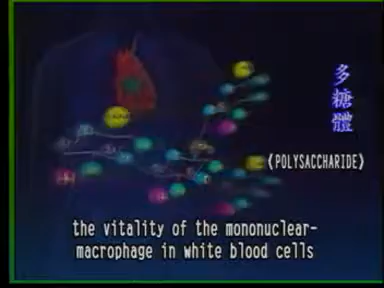 多糖體
(POLYSACCHARIDE)
the vitality of the mononuclear-
macrophage in white blood cells